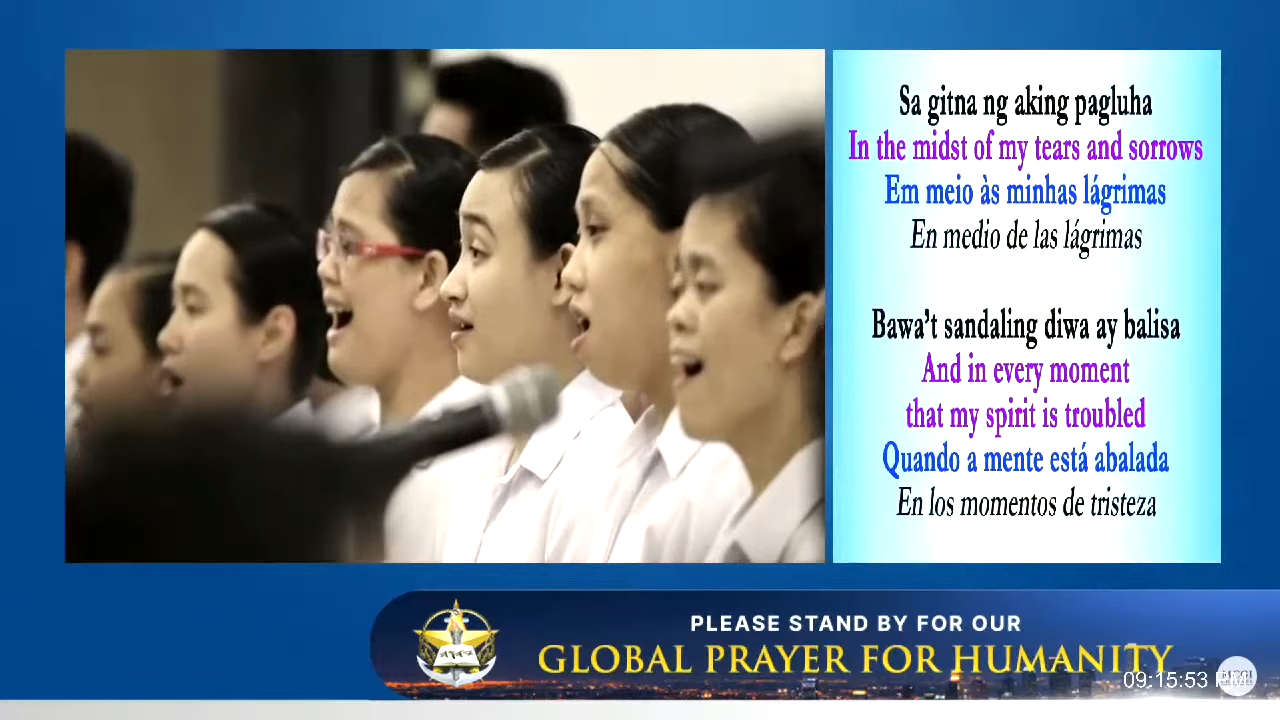 Sa gitna ng aking pagluha
In the midst of my tears and sorrows
Em meio às minhas lágrimas
En medio de las lágrimas
Bawa't sandaling diwa ay balisa
And in every moment
that my spirit is troubled
Quando a mente está abalada
En los momentos de tristeza
PLEASE STAND BY FOR OUR
GLOBAL PRAYER FOR HUMANITY
09:15:53 PM